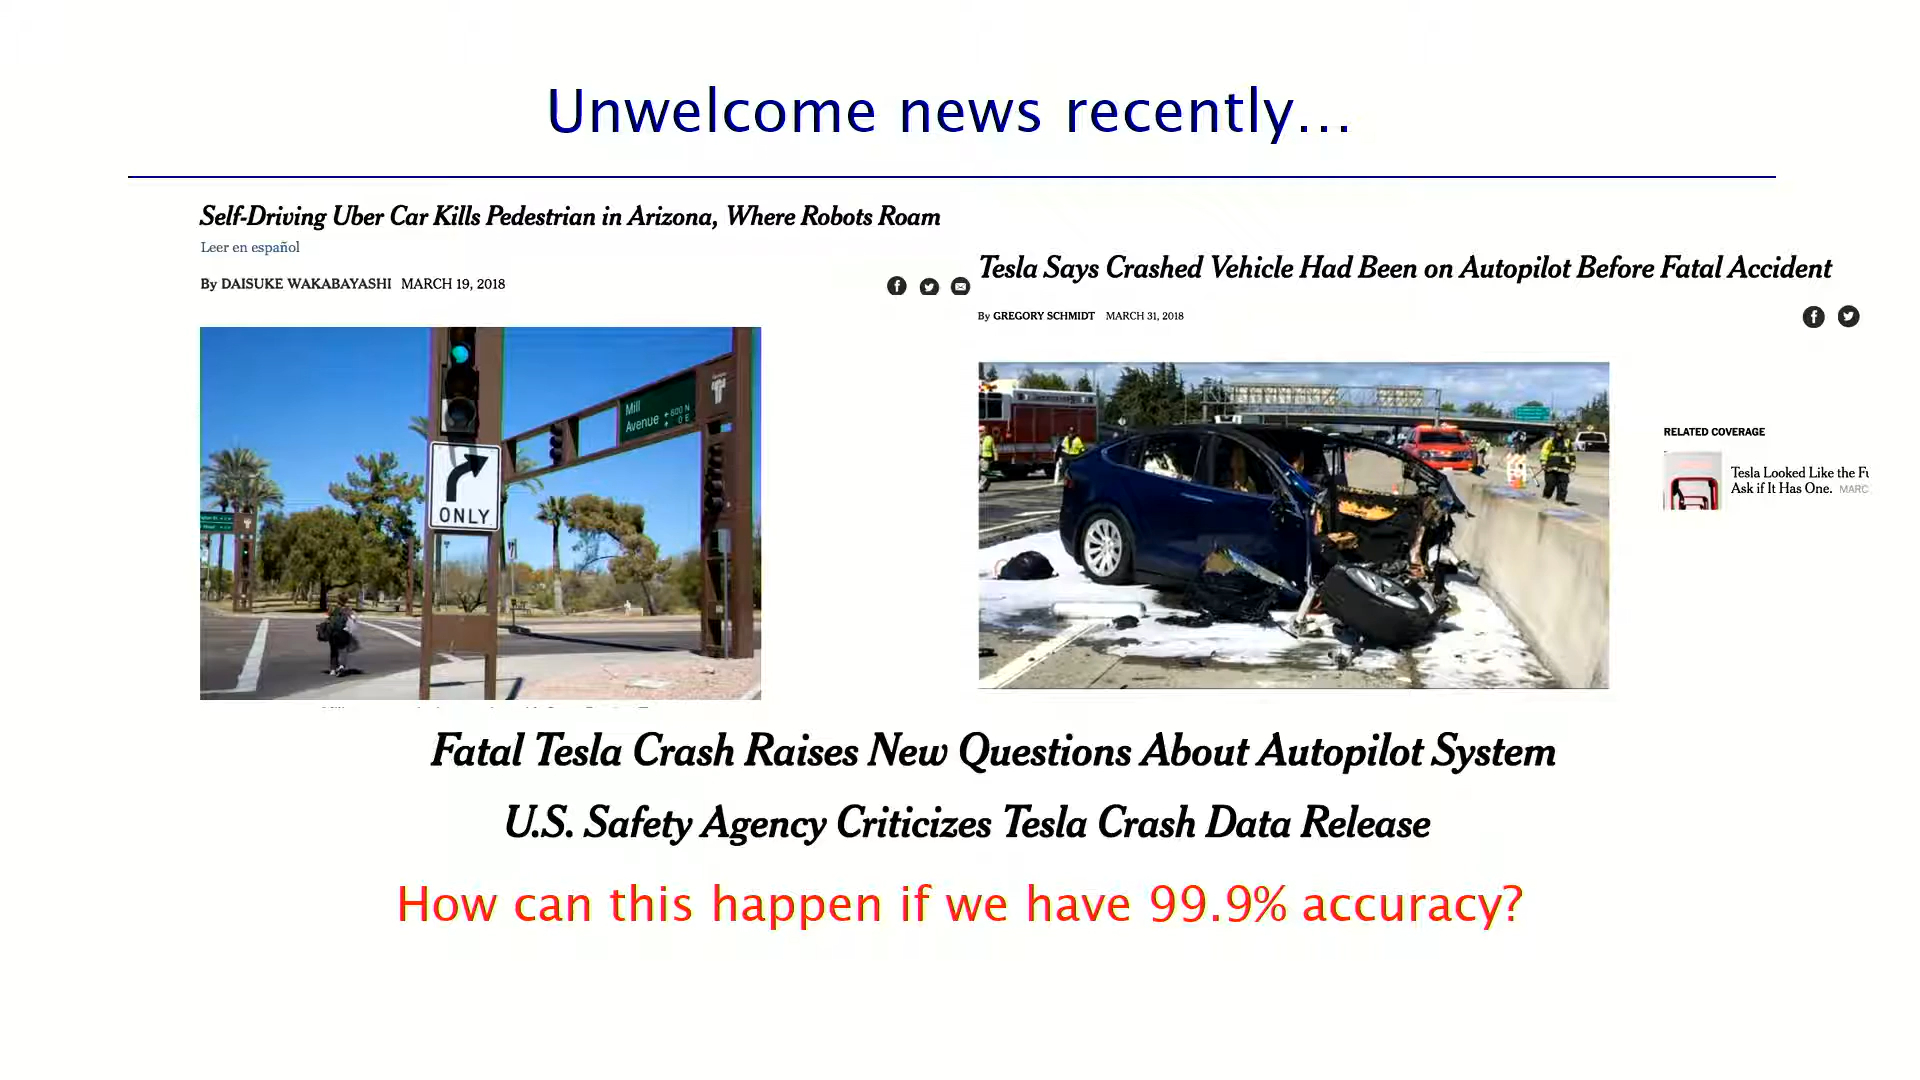 Unwelcome news recently...
Self-Driving Uber Car Kills Pedestrian in Arizona, Where Robots Roam
Leer en español
By DAISUKE WAKABAYASHI MARCH 19, 2018
Tesla Says Crashed Vehicle Had Been on Autopilot Before Fatal Accident
By GREGORY SCHMIDT MARCH 31, 2018
Mill
Avenue
600 N
0 E
ONLY
RELATED COVERAGE
Tesla Looked Like the Fu
Ask if It Has One. MARC
Fatal Tesla Crash Raises New Questions About Autopilot System
U.S. Safety Agency Criticizes Tesla Crash Data Release
How can this happen if we have 99.9% accuracy?